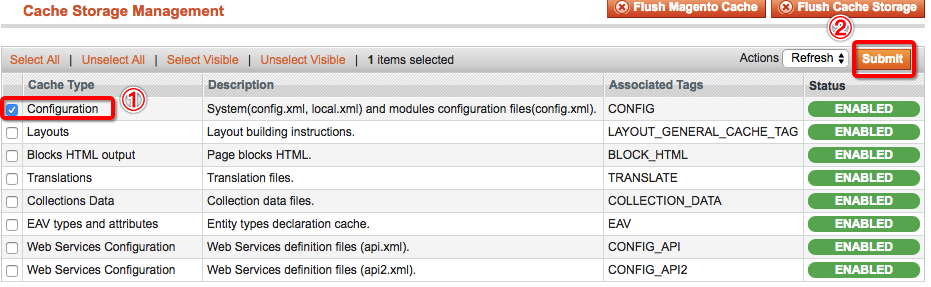 Cache Storage Management Flush Magento Cache Flush Cache Storage
②
Select All | Unselect All | Select Visible | Unselect Visible | 1 items selected Actions Refresh Submit
Cache Type Description Associated Tags Status
①
Configuration System(config.xml, local.xml) and modules configuration files(config.xml). CONFIG ENABLED
Layouts Layout building instructions. LAYOUT_GENERAL_CACHE_TAG ENABLED
Blocks HTML output Page blocks HTML. BLOCK_HTML ENABLED
Translations Translation files. TRANSLATE ENABLED
Collections Data Collection data files. COLLECTION_DATA ENABLED
EAV types and attributes Entity types declaration cache. EAV ENABLED
Web Services Configuration Web Services definition files (api.xml). CONFIG_API ENABLED
Web Services Configuration Web Services definition files (api2.xml). CONFIG_API2 ENABLED